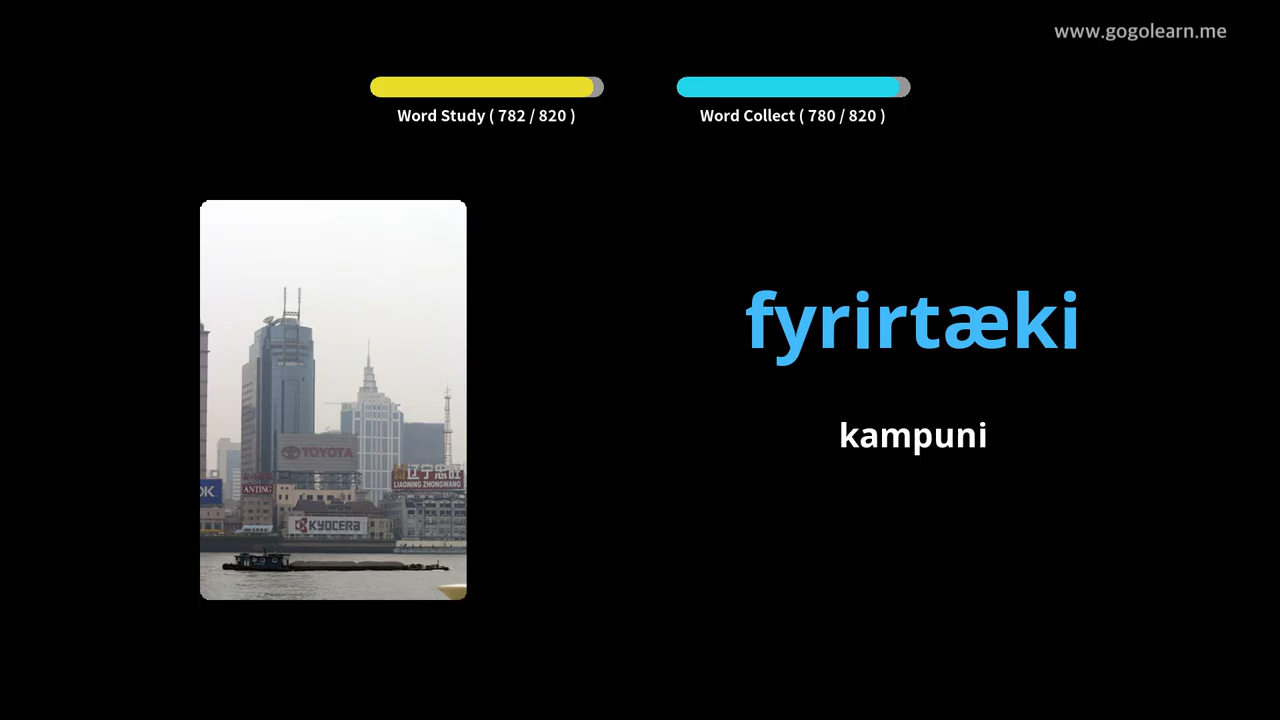 www.gogolearn.me
Word Study ( 782 / 820 )
Word Collect ( 780 / 820 )
fyrirtæki
kampuni
TOYOTA
辽宁忠旺
LIAONING ZHONGWANG
OK
ANTING
KYOCERA